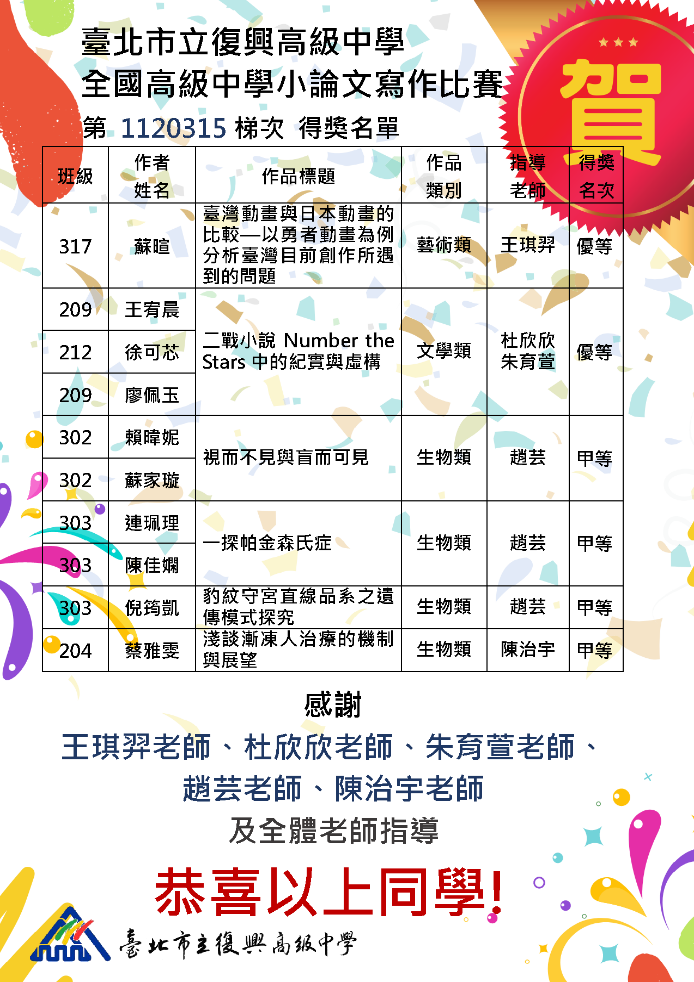 臺北市立復興高級中學
全國高級中學小論文寫作比賽
賀
第 1120315 梯次 得獎名單
班級 作者姓名 作品標題 作品類別 指導老師 得獎名次
317 蘇暄 臺灣動畫與日本動畫的比較—以勇者動畫為例分析臺灣目前創作所遇到的問題 藝術類 王琪羿 優等
209 王宥晨 二戰小說 Number the Stars 中的紀實與虛構 文學類 杜欣欣 朱育萱 優等
212 徐可芯
209 廖佩玉
302 賴暐妮 視而不見與盲而可見 生物類 趙芸 甲等
302 蘇家璇
303 連珮理 一探帕金森氏症 生物類 趙芸 甲等
303 陳佳嫻
303 倪筠凱 豹紋守宮直線品系之遺傳模式探究 生物類 趙芸 甲等
204 蔡雅雯 淺談漸凍人治療的機制與展望 生物類 陳治宇 甲等
感謝
王琪羿老師、杜欣欣老師、朱育萱老師、
趙芸老師、陳治宇老師
及全體老師指導
恭喜以上同學!
臺北市立復興高級中學